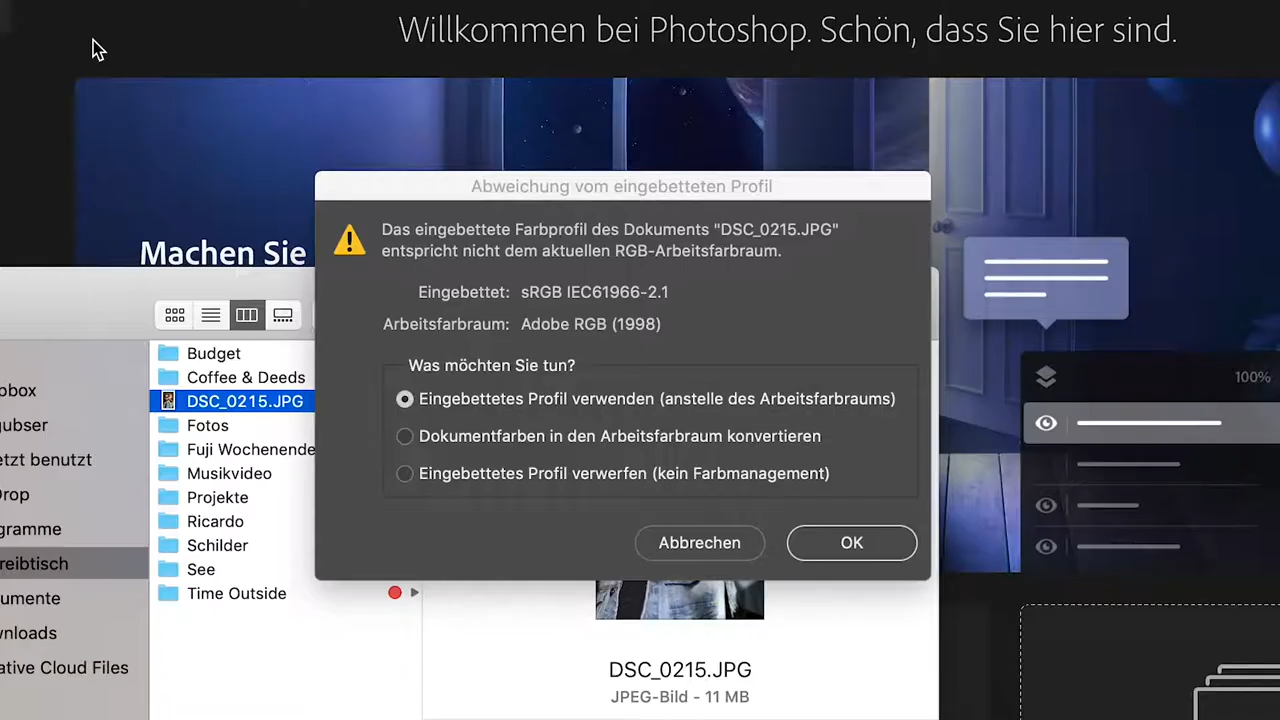 Willkommen bei Photoshop. Schön, dass Sie hier sind.
Machen Sie
Abweichung vom eingebetteten Profil
Das eingebettete Farbprofil des Dokuments "DSC_0215.JPG"
entspricht nicht dem aktuellen RGB-Arbeitsfarbraum.
Eingebettet: sRGB IEC61966-2.1
Arbeitsfarbraum: Adobe RGB (1998)
Was möchten Sie tun?
Eingebettetes Profil verwenden (anstelle des Arbeitsfarbraums)
Dokumentfarben in den Arbeitsfarbraum konvertieren
Eingebettetes Profil verwerfen (kein Farbmanagement)
Abbrechen
OK
pbox
gubser
etzt benutzt
Drop
gramme
reibtisch
umente
wnloads
ative Cloud Files
Budget
Coffee & Deeds
DSC_0215.JPG
Fotos
Fuji Wochenende
Musikvideo
Projekte
Ricardo
Schilder
See
Time Outside
DSC_0215.JPG
JPEG-Bild - 11 MB
100%